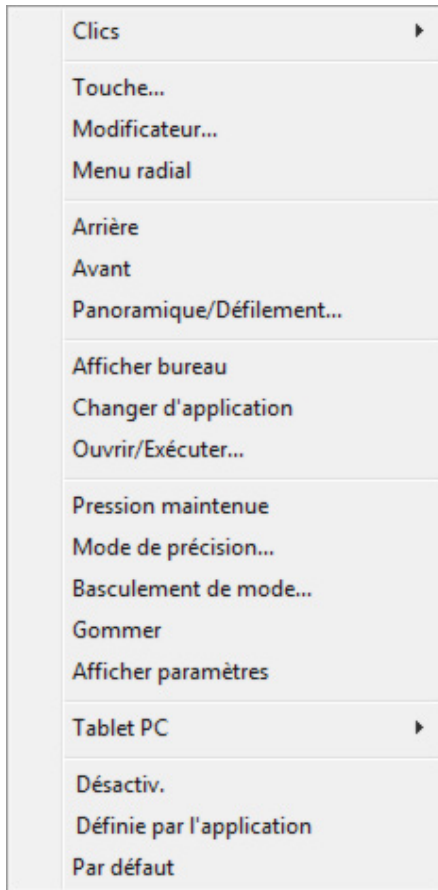 Clics
Touche...
Modificateur...
Menu radial
Arrière
Avant
Panoramique/Défilement...
Afficher bureau
Changer d'application
Ouvrir/Exécuter...
Pression maintenue
Mode de précision...
Basculement de mode...
Gommer
Afficher paramètres
Tablet PC
Désactiv.
Définie par l'application
Par défaut